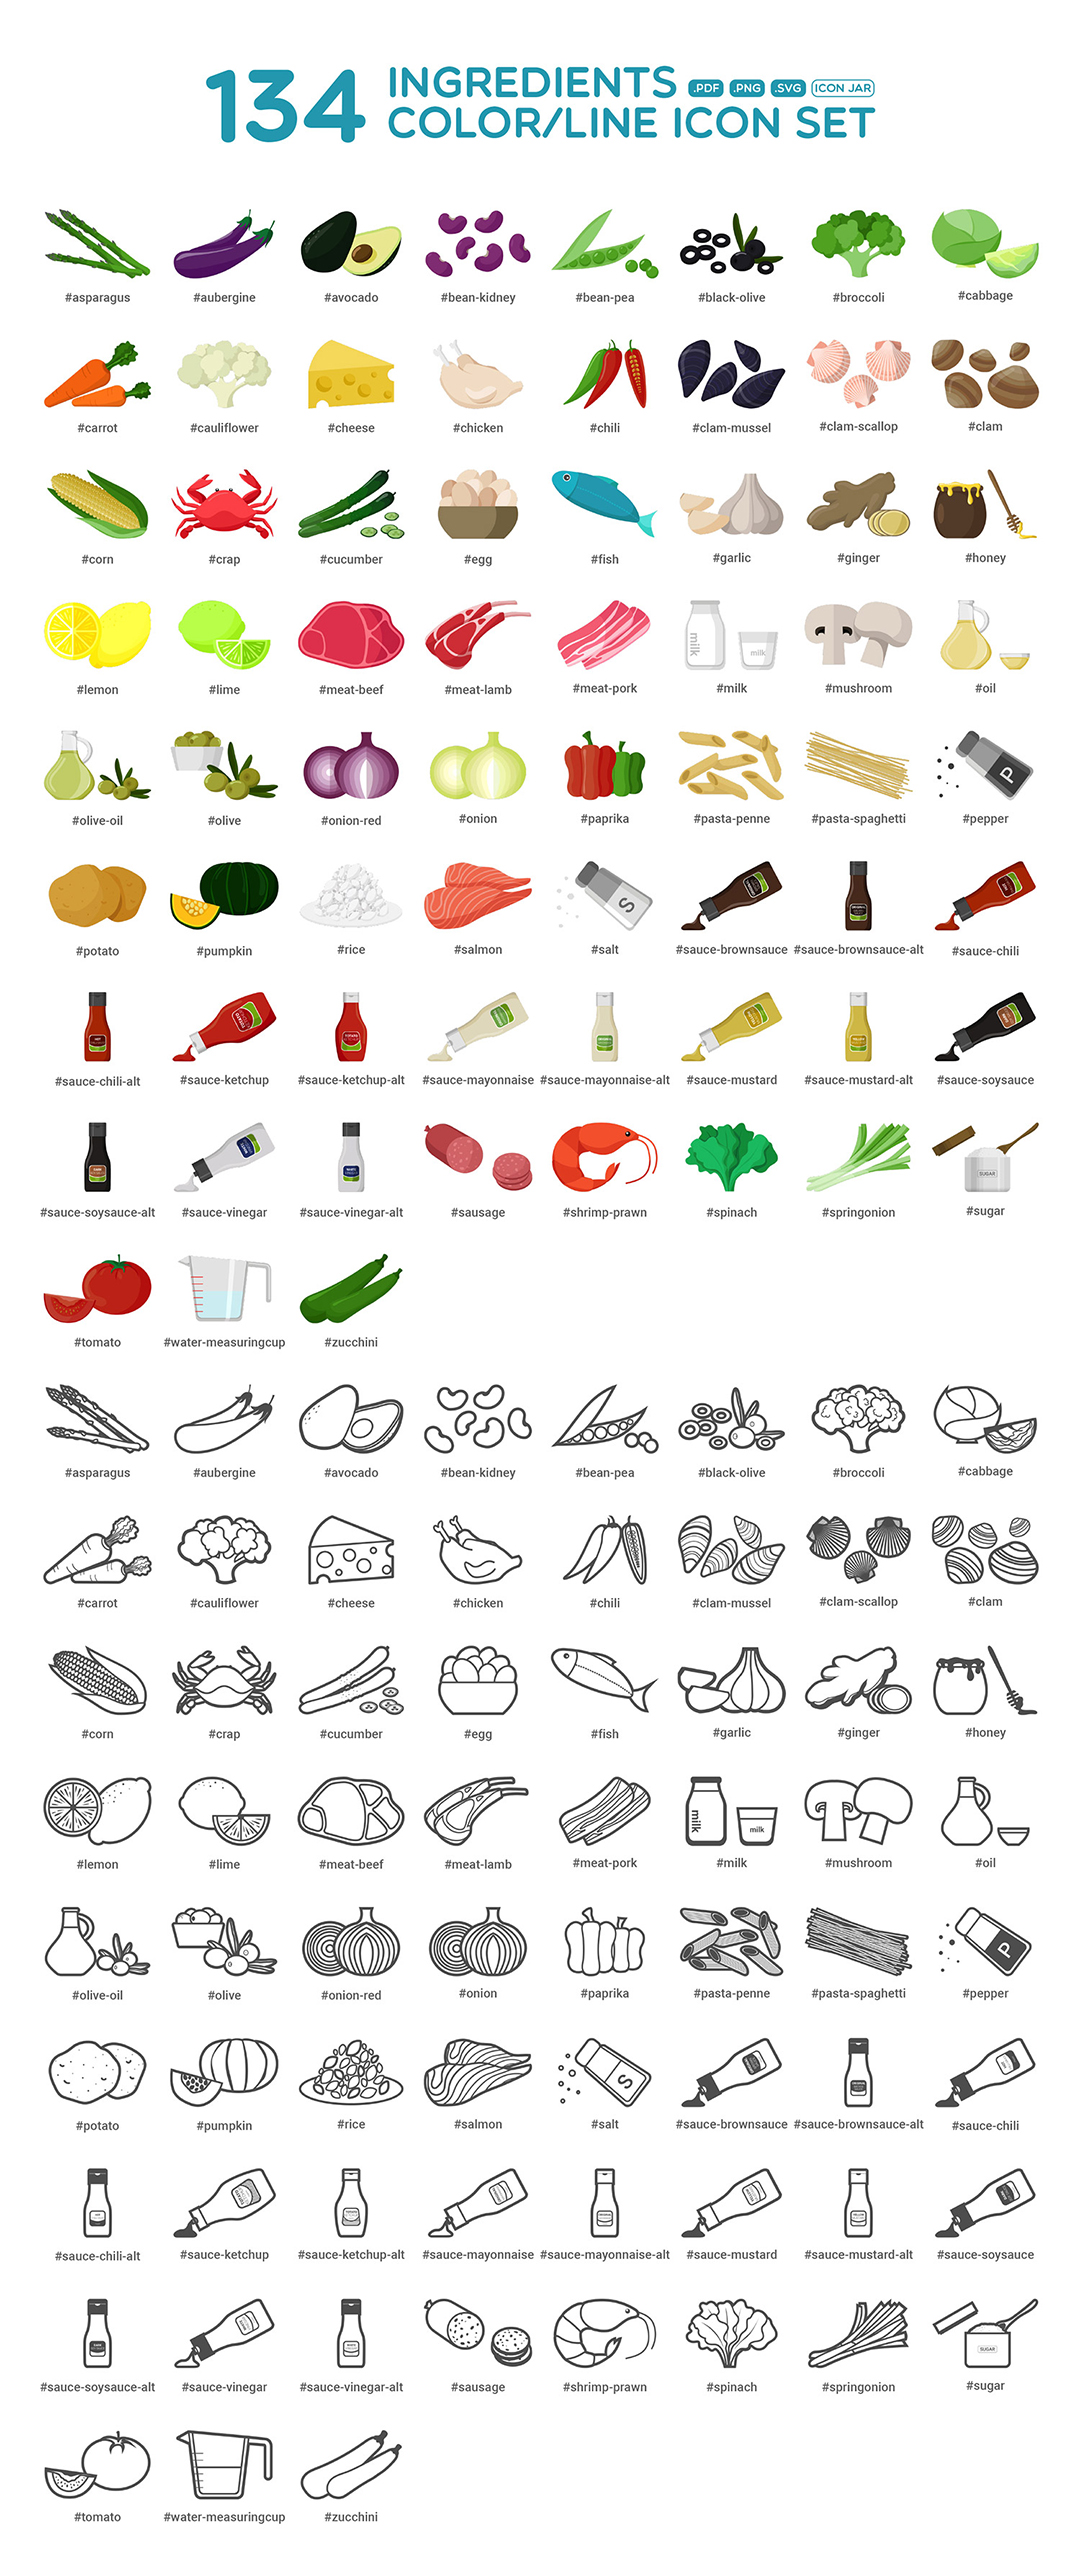 134 INGREDIENTS .PDF .PNG .SVG ICON JAR
COLOR/LINE ICON SET
#asparagus #aubergine #avocado #bean-kidney #bean-pea #black-olive #broccoli #cabbage
#carrot #cauliflower #cheese #chicken #chili #clam-mussel #clam-scallop #clam
#corn #crap #cucumber #egg #fish #garlic #ginger #honey
milk milk
#lemon #lime #meat-beef #meat-lamb #meat-pork #milk #mushroom #oil
P
#olive-oil #olive #onion-red #onion #paprika #pasta-penne #pasta-spaghetti #pepper
S
#potato #pumpkin #rice #salmon #salt #sauce-brownsauce #sauce-brownsauce-alt #sauce-chili
#sauce-chili-alt #sauce-ketchup #sauce-ketchup-alt #sauce-mayonnaise #sauce-mayonnaise-alt #sauce-mustard #sauce-mustard-alt #sauce-soysauce
SUGAR
#sauce-soysauce-alt #sauce-vinegar #sauce-vinegar-alt #sausage #shrimp-prawn #spinach #springonion #sugar
#tomato #water-measuringcup #zucchini
#asparagus #aubergine #avocado #bean-kidney #bean-pea #black-olive #broccoli #cabbage
#carrot #cauliflower #cheese #chicken #chili #clam-mussel #clam-scallop #clam
#corn #crap #cucumber #egg #fish #garlic #ginger #honey
milk milk
#lemon #lime #meat-beef #meat-lamb #meat-pork #milk #mushroom #oil
P
#olive-oil #olive #onion-red #onion #paprika #pasta-penne #pasta-spaghetti #pepper
S
#potato #pumpkin #rice #salmon #salt #sauce-brownsauce #sauce-brownsauce-alt #sauce-chili
#sauce-chili-alt #sauce-ketchup #sauce-ketchup-alt #sauce-mayonnaise #sauce-mayonnaise-alt #sauce-mustard #sauce-mustard-alt #sauce-soysauce
SUGAR
#sauce-soysauce-alt #sauce-vinegar #sauce-vinegar-alt #sausage #shrimp-prawn #spinach #springonion #sugar
#tomato #water-measuringcup #zucchini